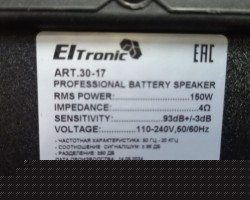 Eltronic
EAC
ART.30-17
PROFESSIONAL BATTERY SPEAKER
RMS POWER: 150W
IMPEDANCE: 4Ω
SENSITIVITY: 93dB+/-3dB
VOLTAGE: 110-240V,50/60Hz
- ЧАСТОТНАЯ ХАРАКТЕРИСТИКА:
- СООТНОШЕНИЕ СИГНАЛ/ШУМ: